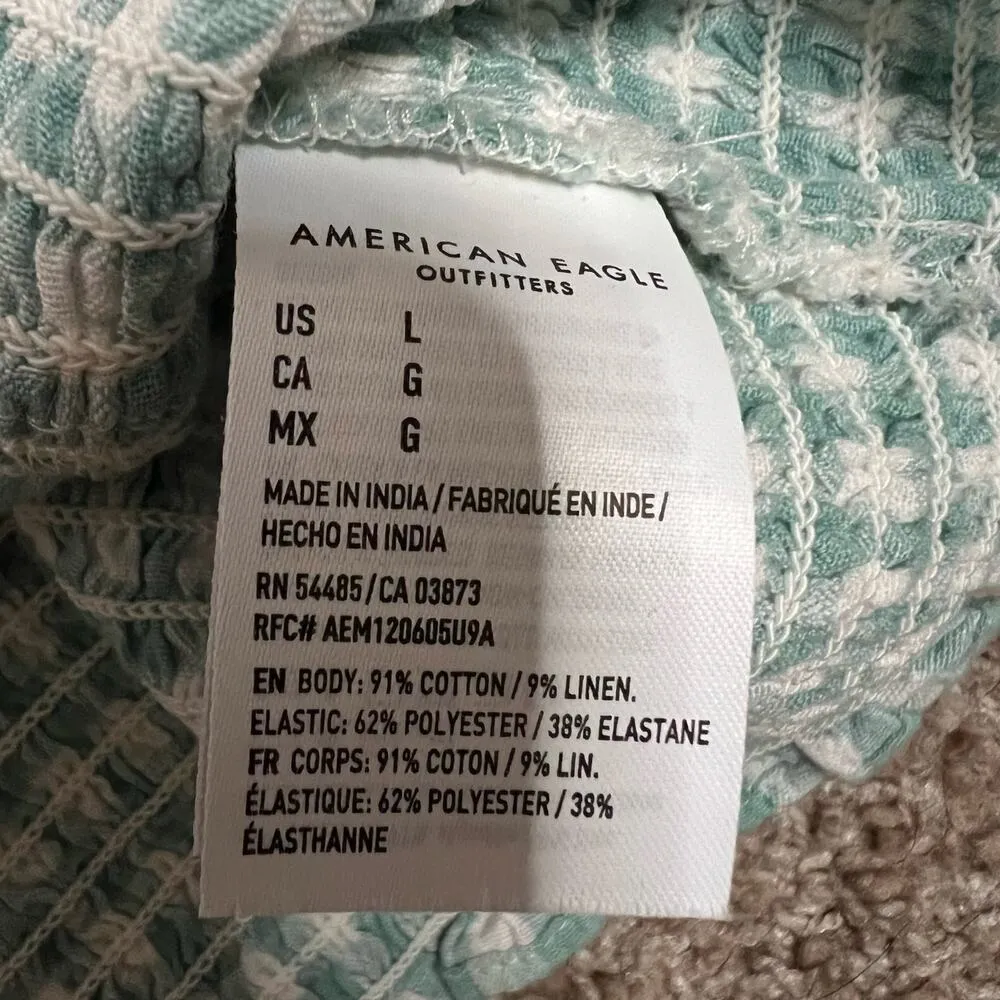 AMERICAN EAGLE
OUTFITTERS
US L
CA G
MX G
MADE IN INDIA / FABRIQUÉ EN INDE /
HECHO EN INDIA
RN 54485 / CA 03873
RFC# AEM120605U9A
EN BODY: 91% COTTON / 9% LINEN.
ELASTIC: 62% POLYESTER / 38% ELASTANE
FR CORPS: 91% COTON / 9% LIN.
ÉLASTIQUE: 62% POLYESTER / 38%
ÉLASTHANNE